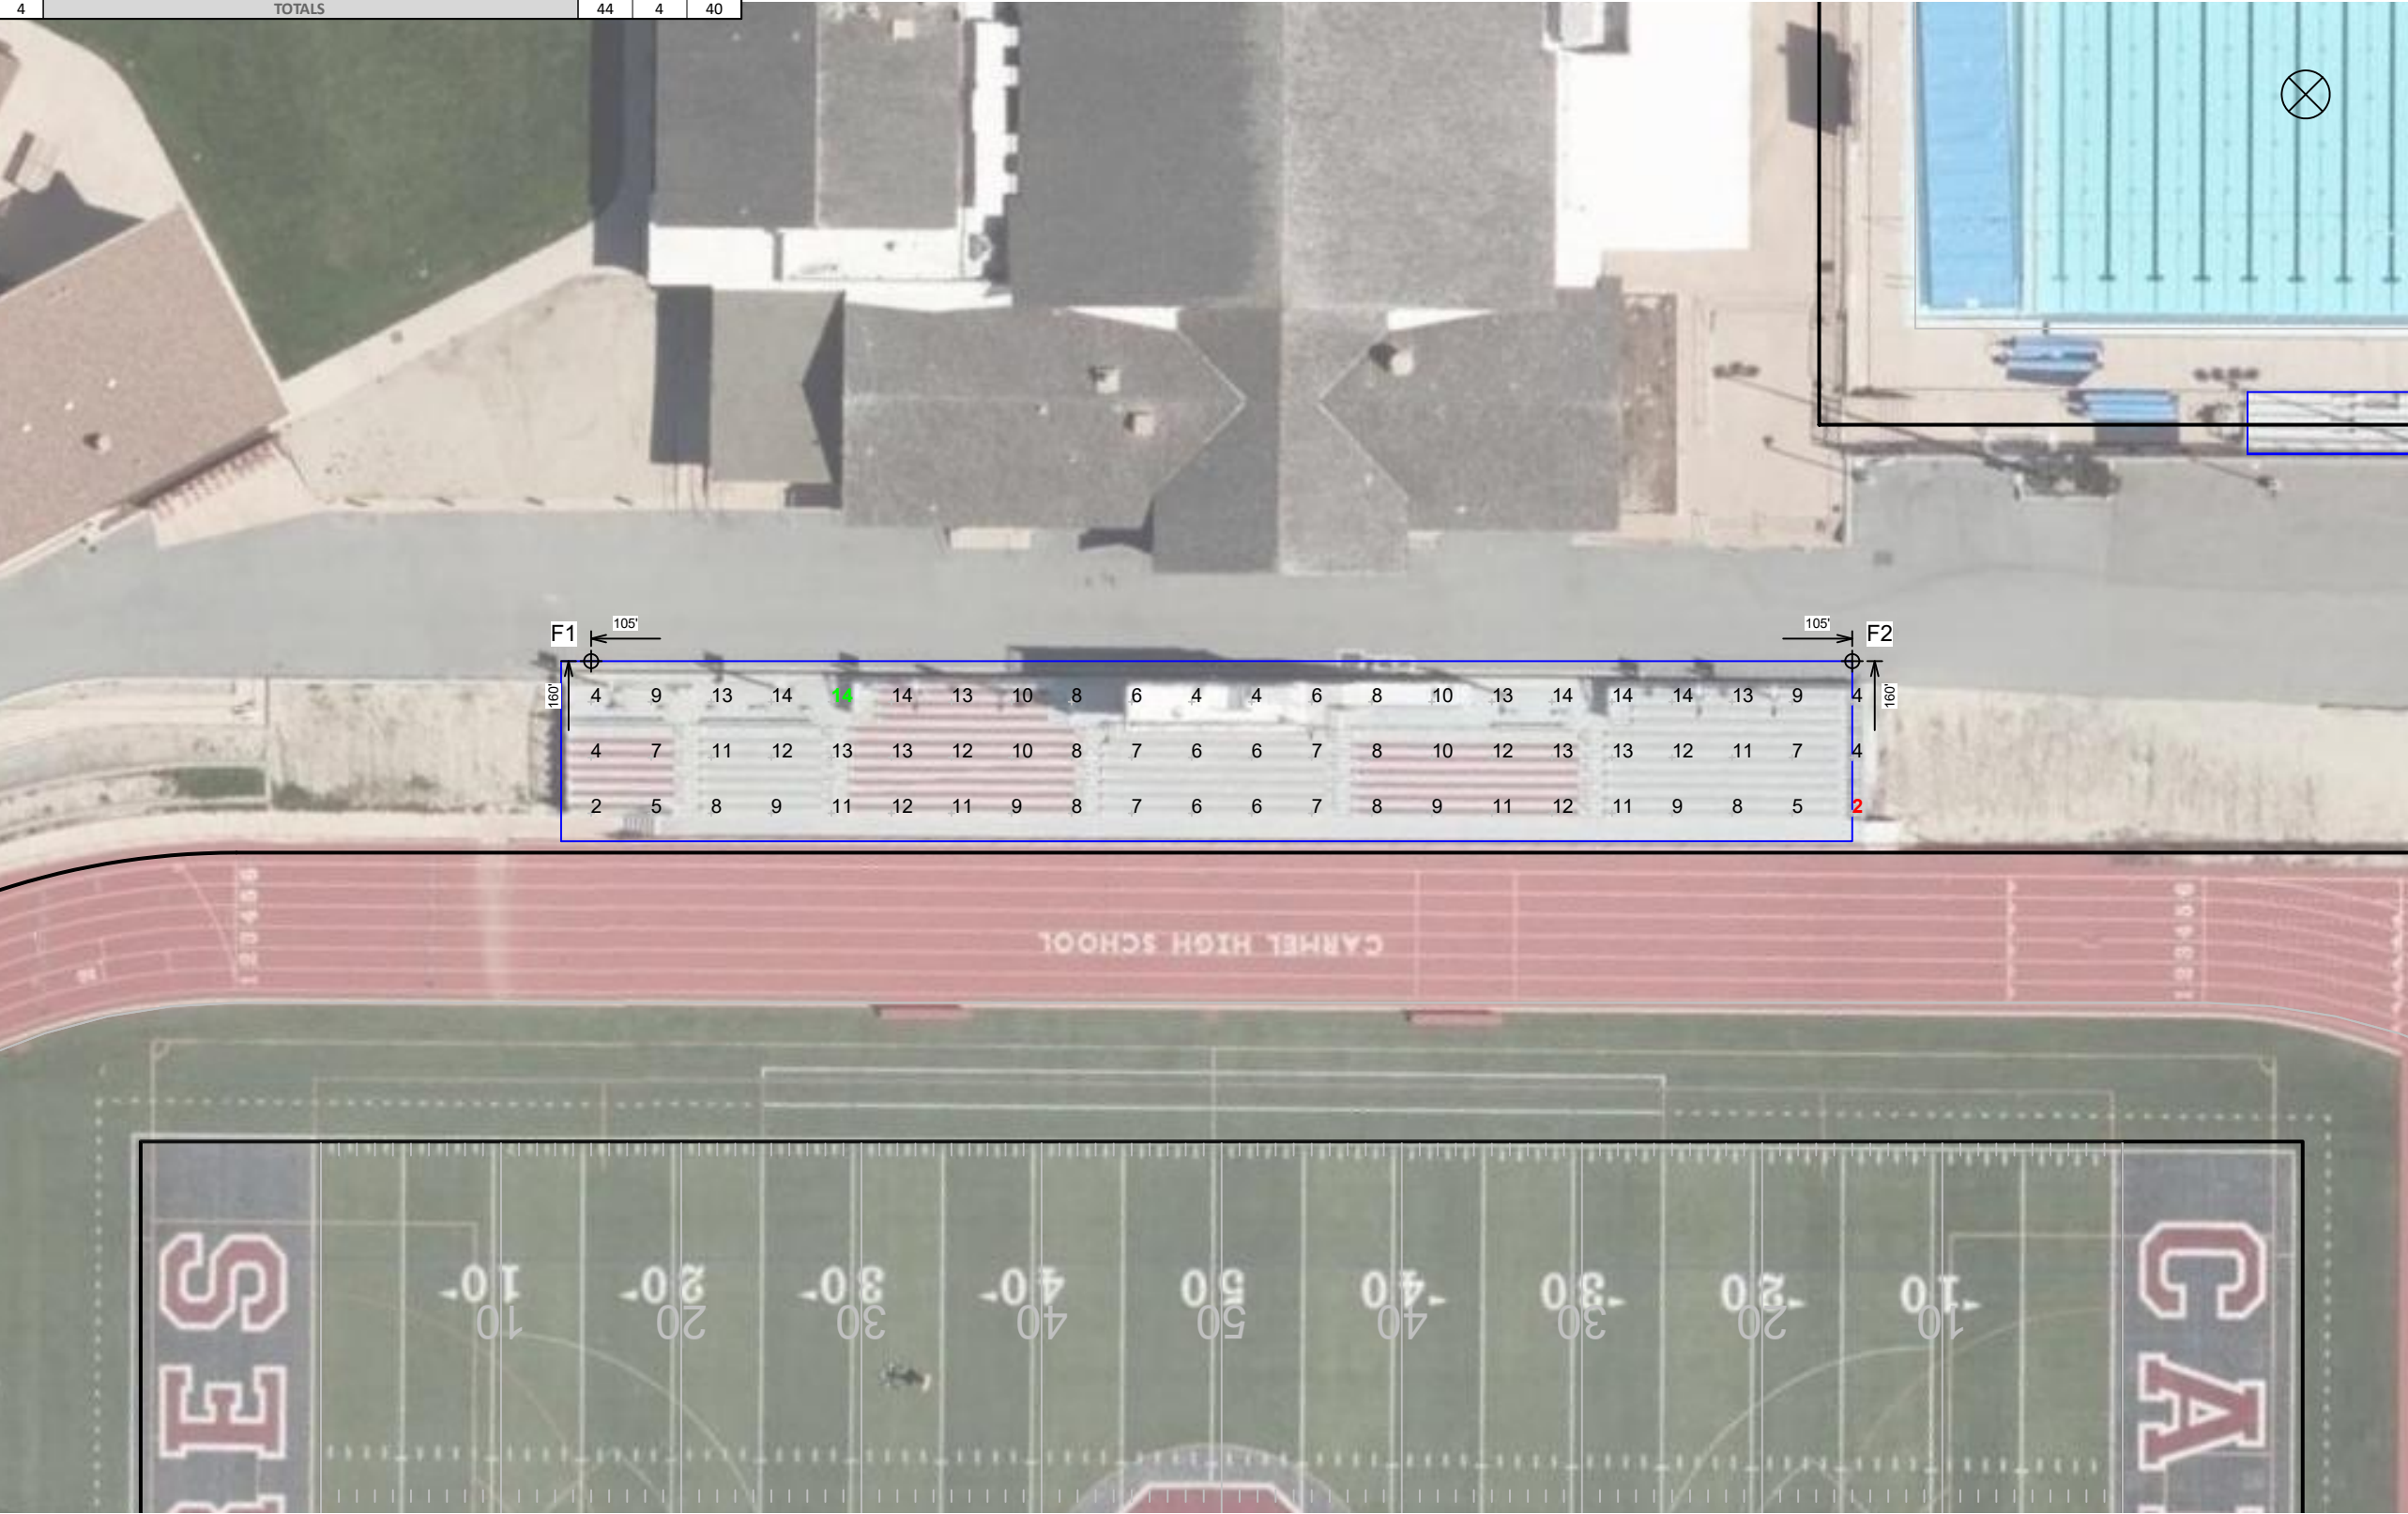 4 TOTALS 44 4 40
F1 105' 105' F2
160' 4 9 13 14 14 14 13 10 8 6 4 4 6 8 10 13 14 14 14 13 9 4 160'
4 7 11 12 13 13 12 10 8 7 6 6 7 8 10 12 13 13 12 11 7 4
2 5 8 9 11 12 11 9 8 7 6 6 7 8 9 11 12 11 9 8 5 2
123456 123456
CARMEL HIGH SCHOOL
S C
10 20 30 40 50 40 30 20 10
10 20 30 40 50 40 30 20 10
E A
R